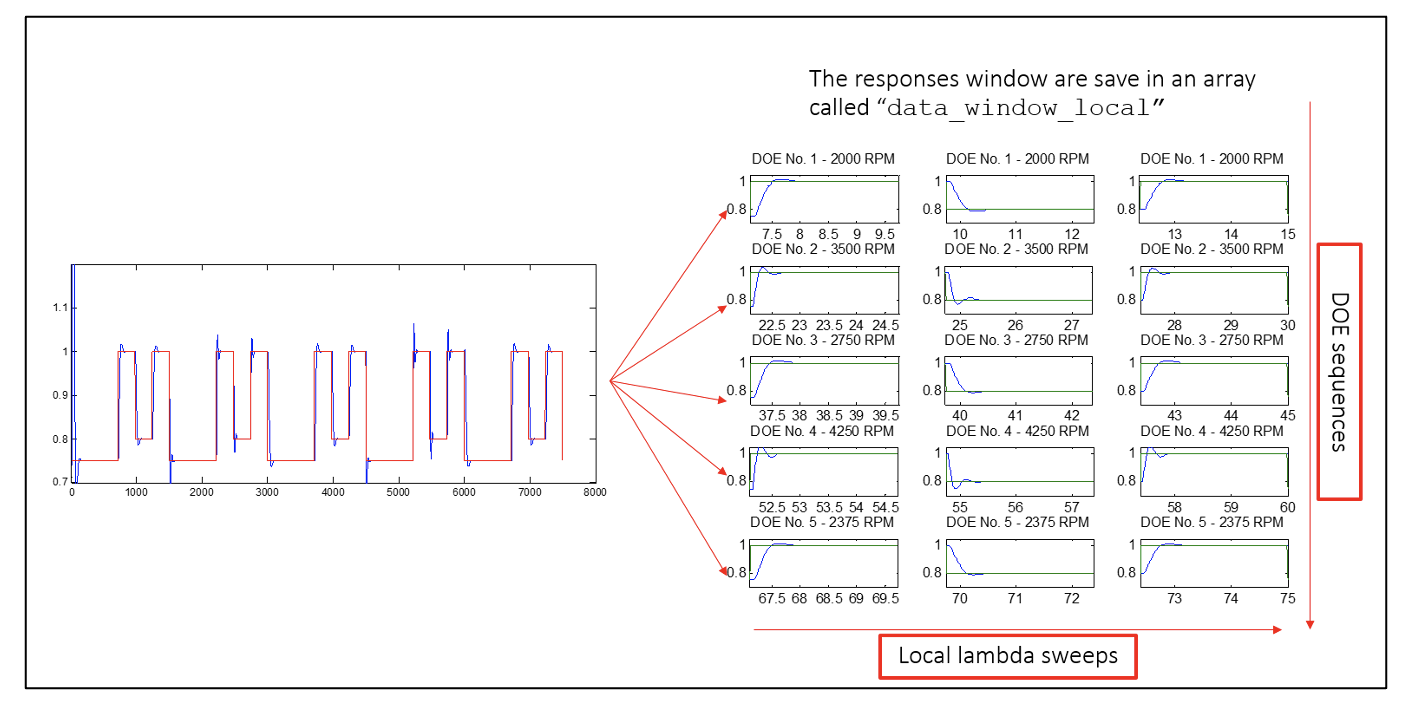 The responses window are save in an array
called “data_window_local”
DOE No. 1 - 2000 RPM DOE No. 1 - 2000 RPM DOE No. 1 - 2000 RPM
1 1 1
0.8 0.8 0.8
7.5 8 8.5 9 9.5 10 11 12 13 14 15
DOE No. 2 - 3500 RPM DOE No. 2 - 3500 RPM DOE No. 2 - 3500 RPM
1 1 1
0.8 0.8 0.8
22.5 23 23.5 24 24.5 25 26 27 28 29 30
DOE No. 3 - 2750 RPM DOE No. 3 - 2750 RPM DOE No. 3 - 2750 RPM
1 1 1
0.8 0.8 0.8
37.5 38 38.5 39 39.5 40 41 42 43 44 45
DOE No. 4 - 4250 RPM DOE No. 4 - 4250 RPM DOE No. 4 - 4250 RPM
1 1 1
0.8 0.8 0.8
52.5 53 53.5 54 54.5 55 56 57 58 59 60
DOE No. 5 - 2375 RPM DOE No. 5 - 2375 RPM DOE No. 5 - 2375 RPM
1 1 1
0.8 0.8 0.8
67.5 68 68.5 69 69.5 70 71 72 73 74 75
1.1
1
0.9
0.8
0.7
0 1000 2000 3000 4000 5000 6000 7000 8000
DOE sequences
Local lambda sweeps